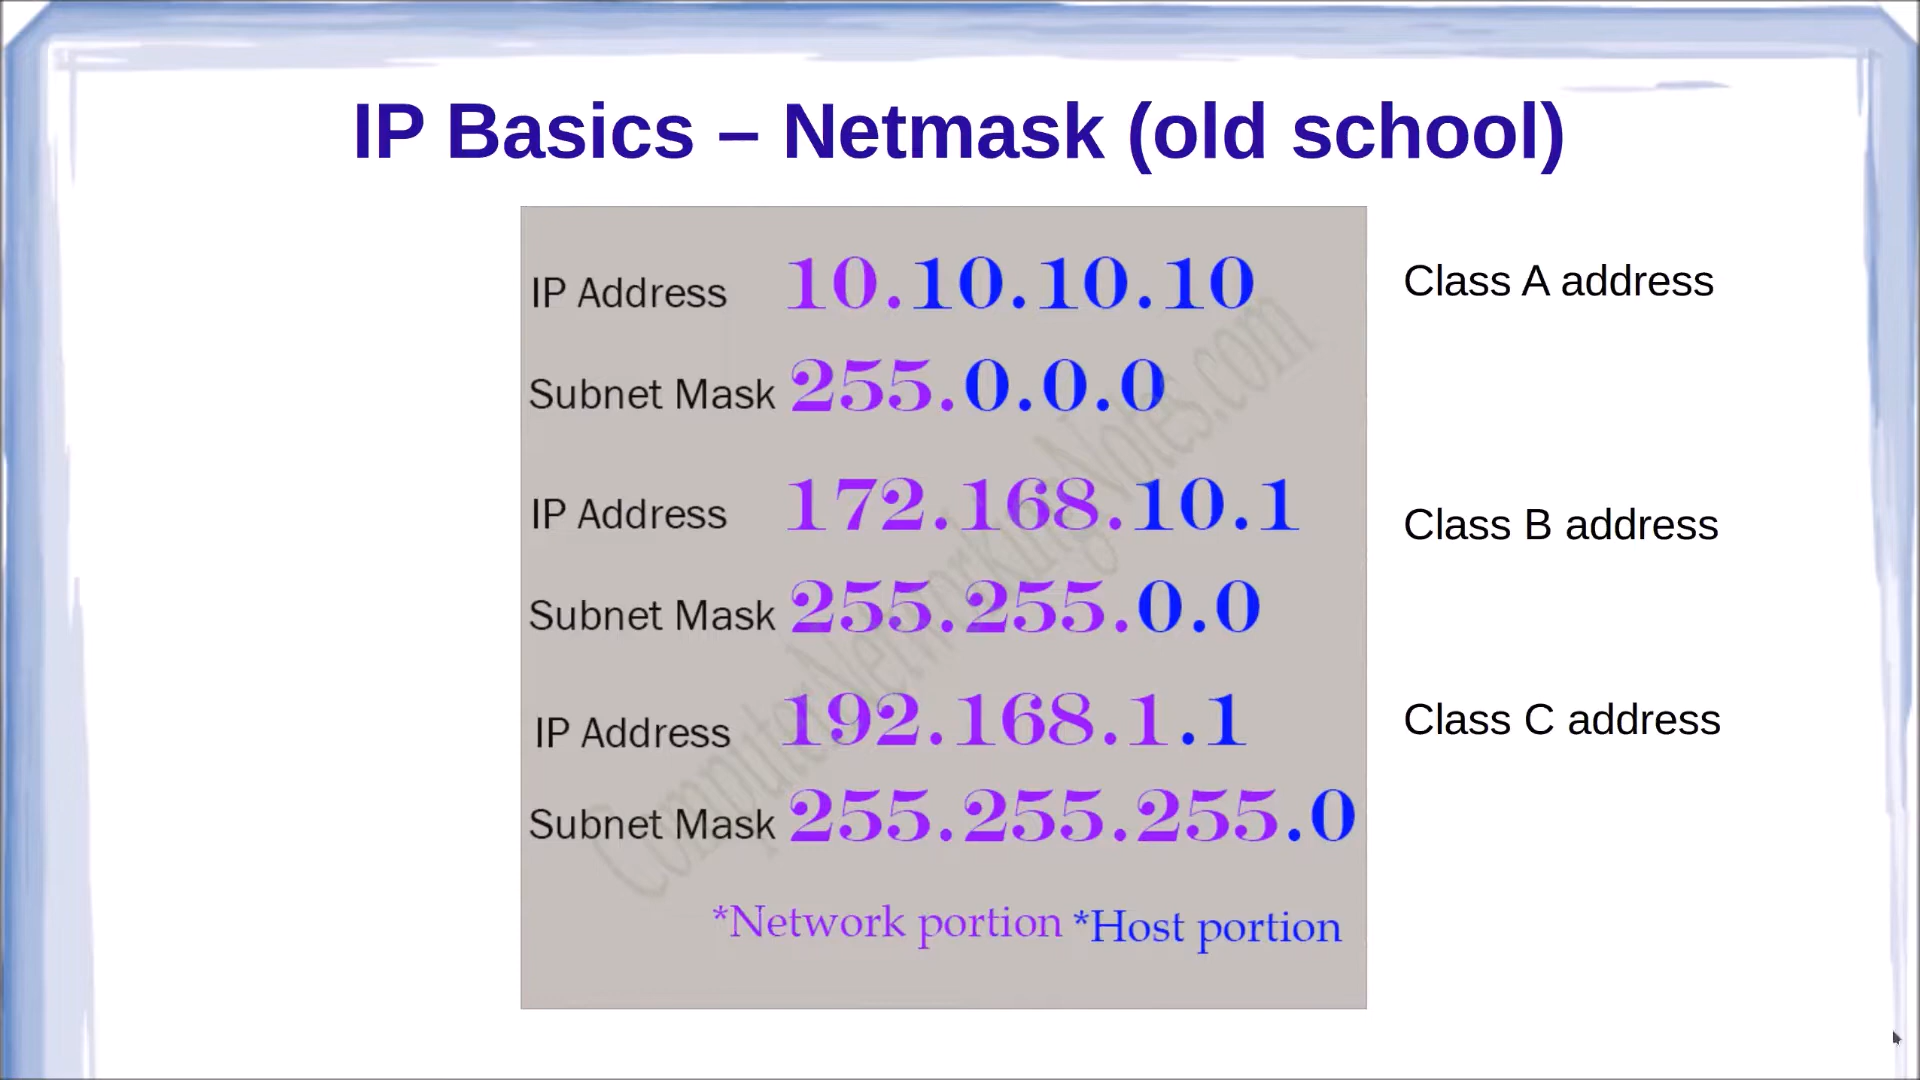 IP Basics – Netmask (old school)
IP Address 10.10.10.10 Class A address
Subnet Mask 255.0.0.0
IP Address 172.168.10.1 Class B address
Subnet Mask 255.255.0.0
IP Address 192.168.1.1 Class C address
Subnet Mask 255.255.255.0
*Network portion *Host portion
ComputerNetworkingNotes.com